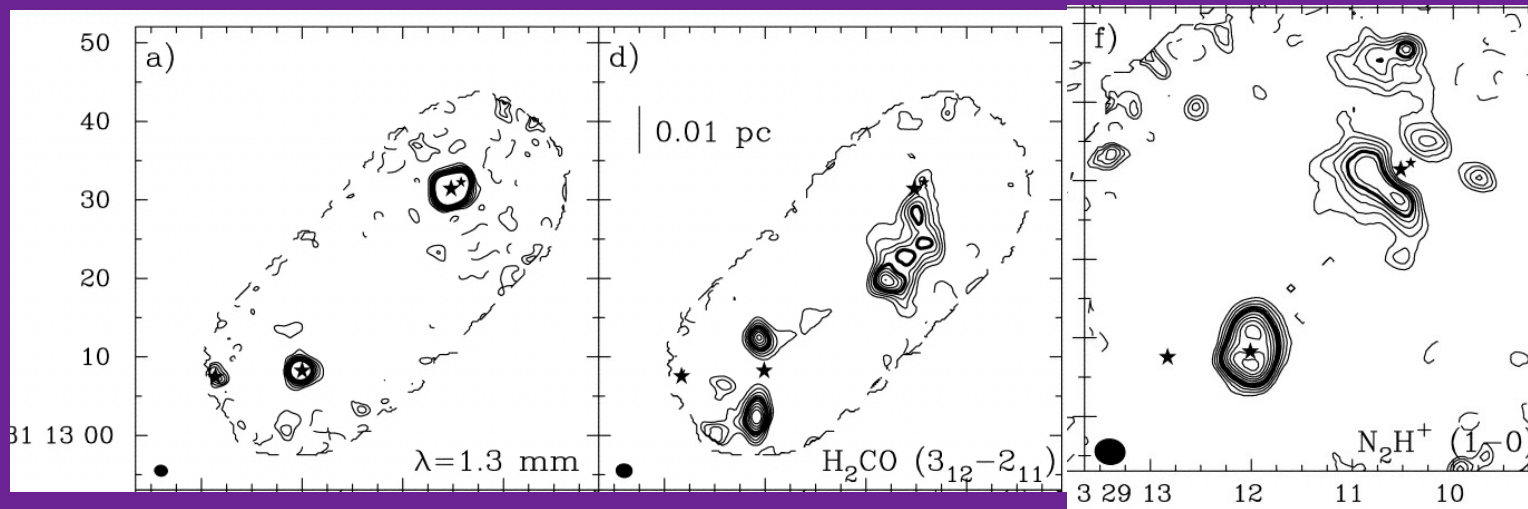 a)
50
40
30
20
10
31 13 00
λ=1.3 mm
d)
0.01 pc
H₂CO (3₁₂−2₁₁)
f)
N₂H⁺ (1−0
3 29 13 12 11 10